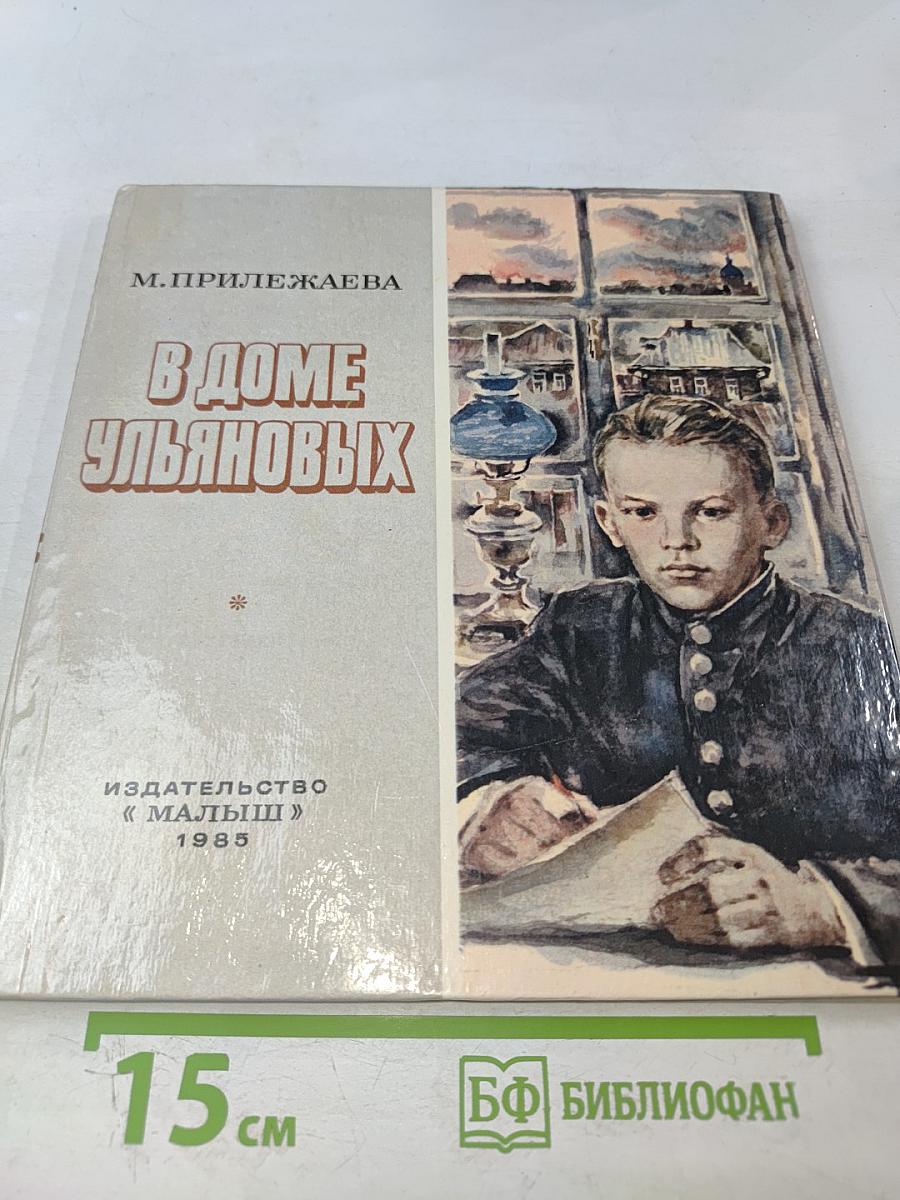 М. ПРИЛЕЖАЕВА
В ДОМЕ
УЛЬЯНОВЫХ
ИЗДАТЕЛЬСТВО
« МАЛЫШ »
1985
15 см
БФ БИБЛИОФАН